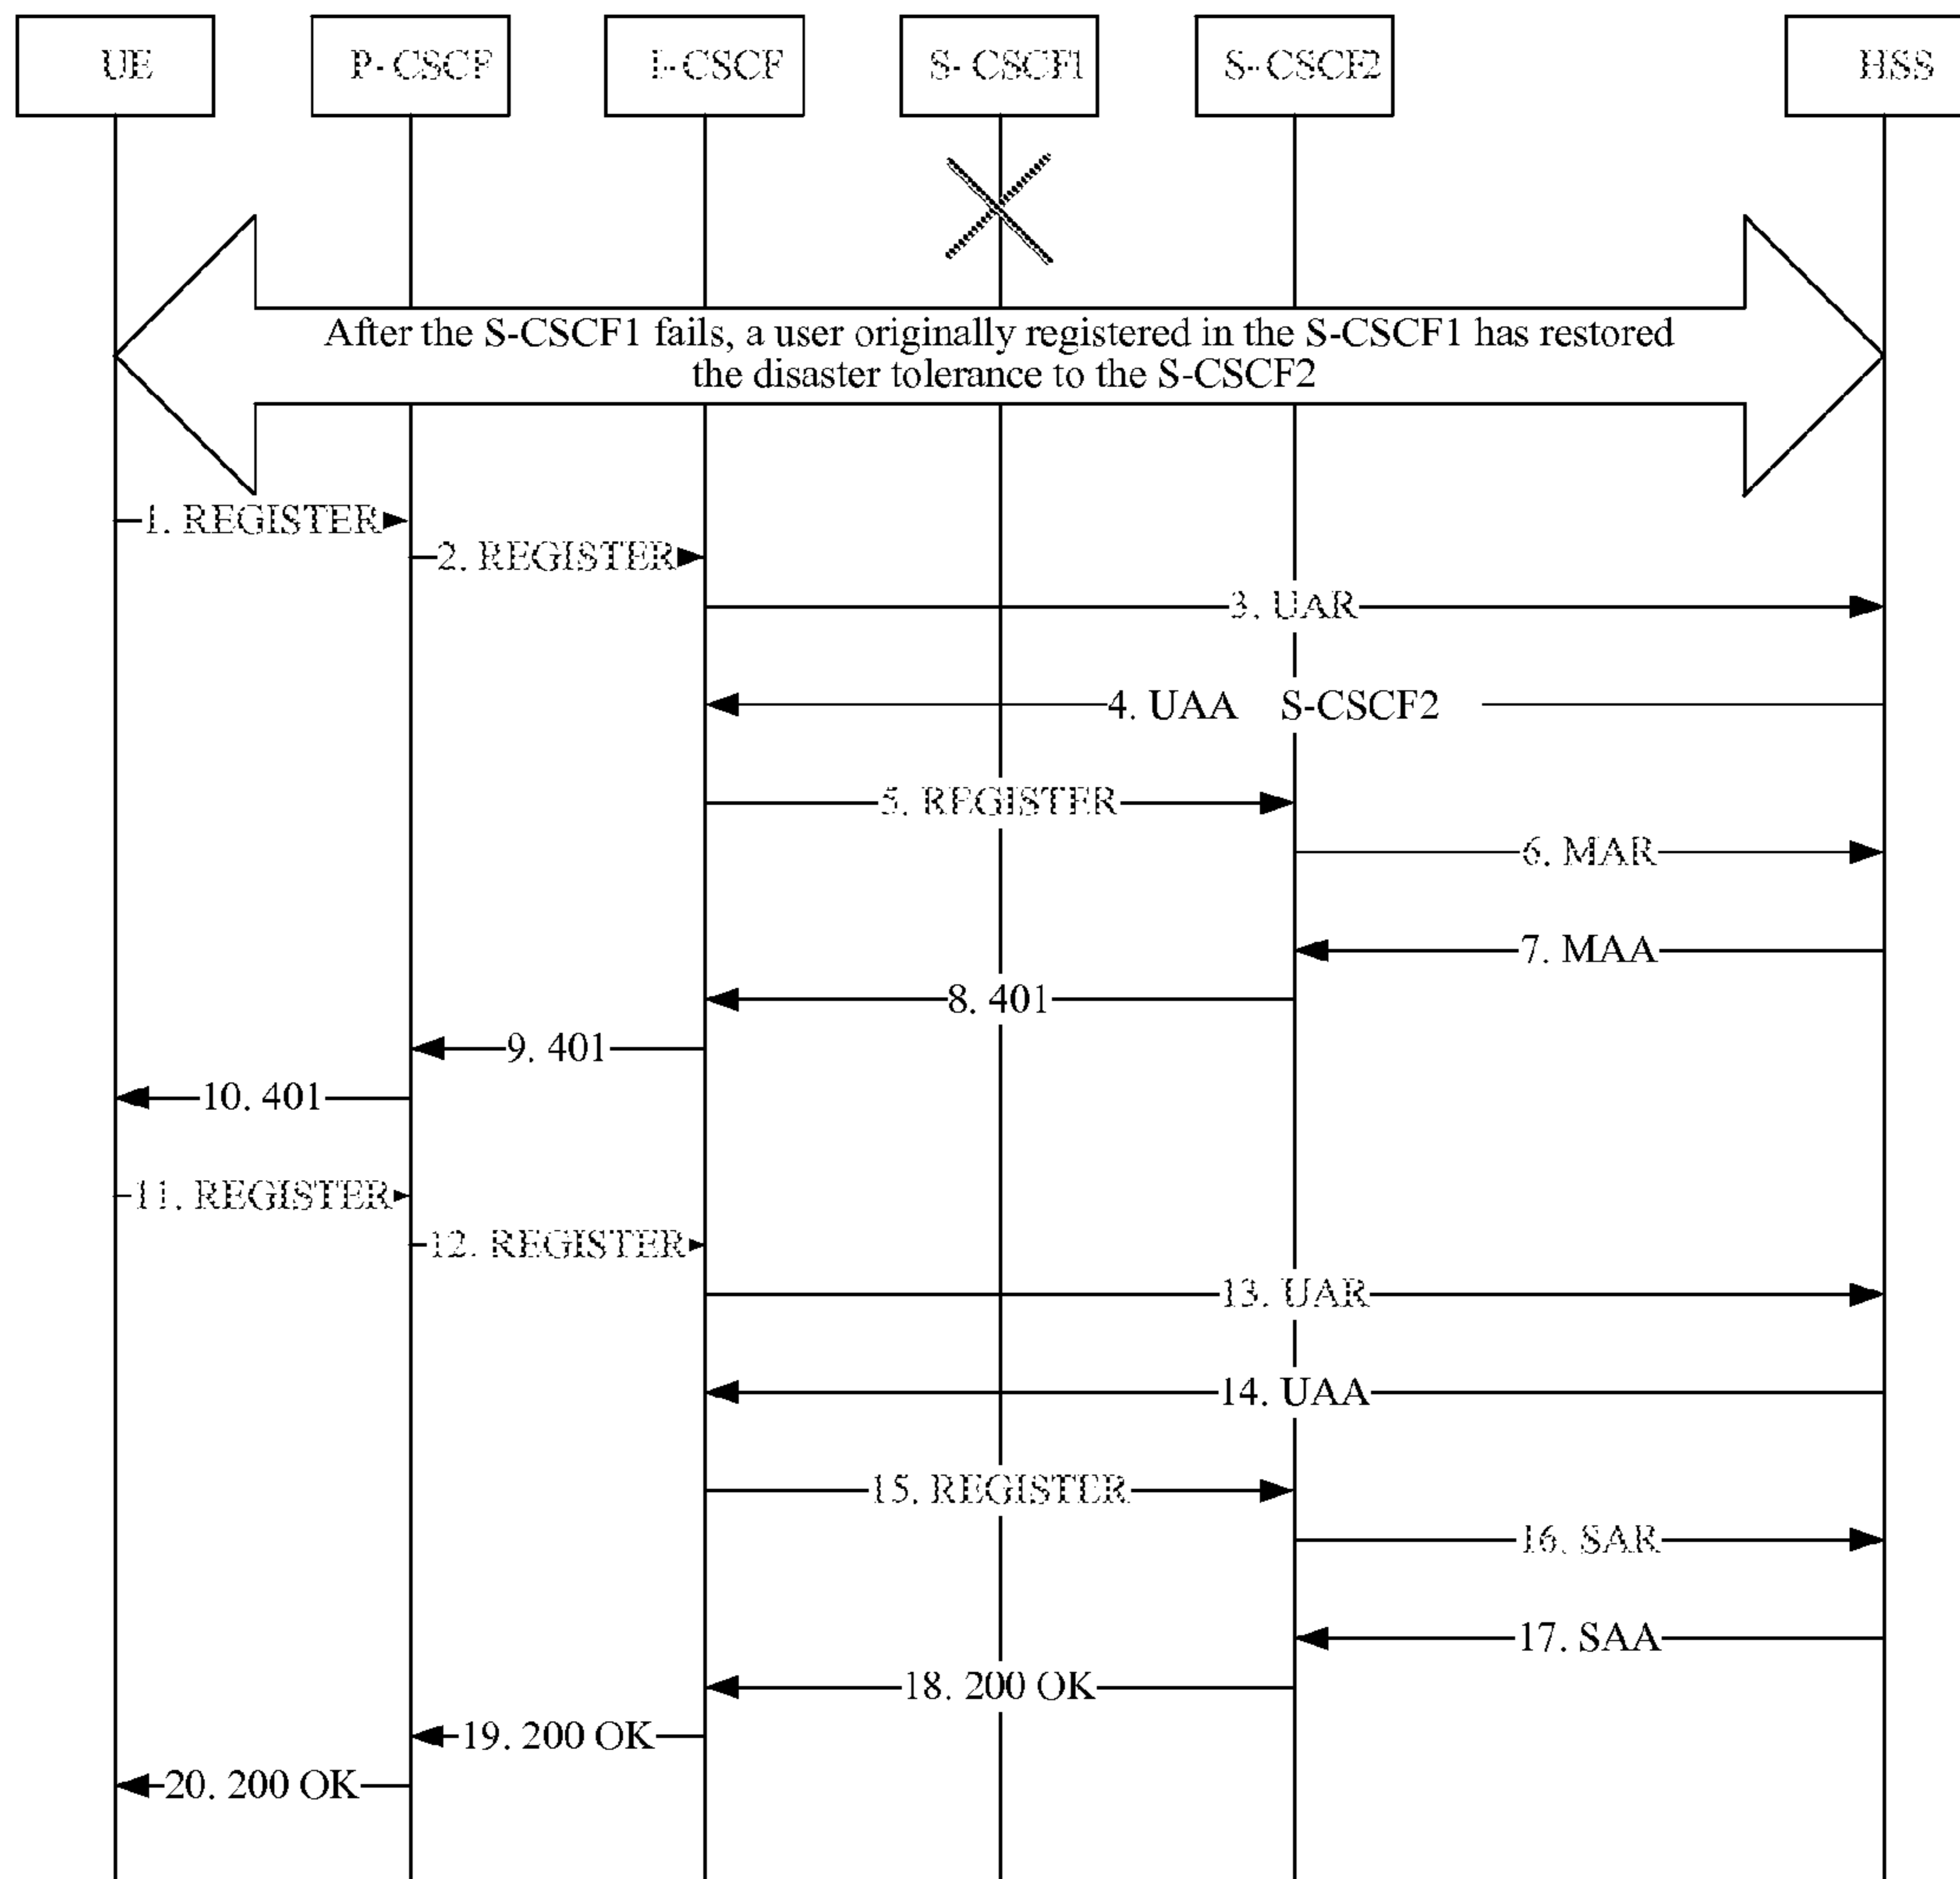 UE
P-CSCF
I-CSCF
S-CSCF1
S-CSCF2
HSS
After the S-CSCF1 fails, a user originally registered in the S-CSCF1 has restored
the disaster tolerance to the S-CSCF2
1. REGISTER
2. REGISTER
3. UAR
4. UAA S-CSCF2
5. REGISTER
6. MAR
7. MAA
8. 401
9. 401
10. 401
11. REGISTER
12. REGISTER
13. UAR
14. UAA
15. REGISTER
16. SAR
17. SAA
18. 200 OK
19. 200 OK
20. 200 OK